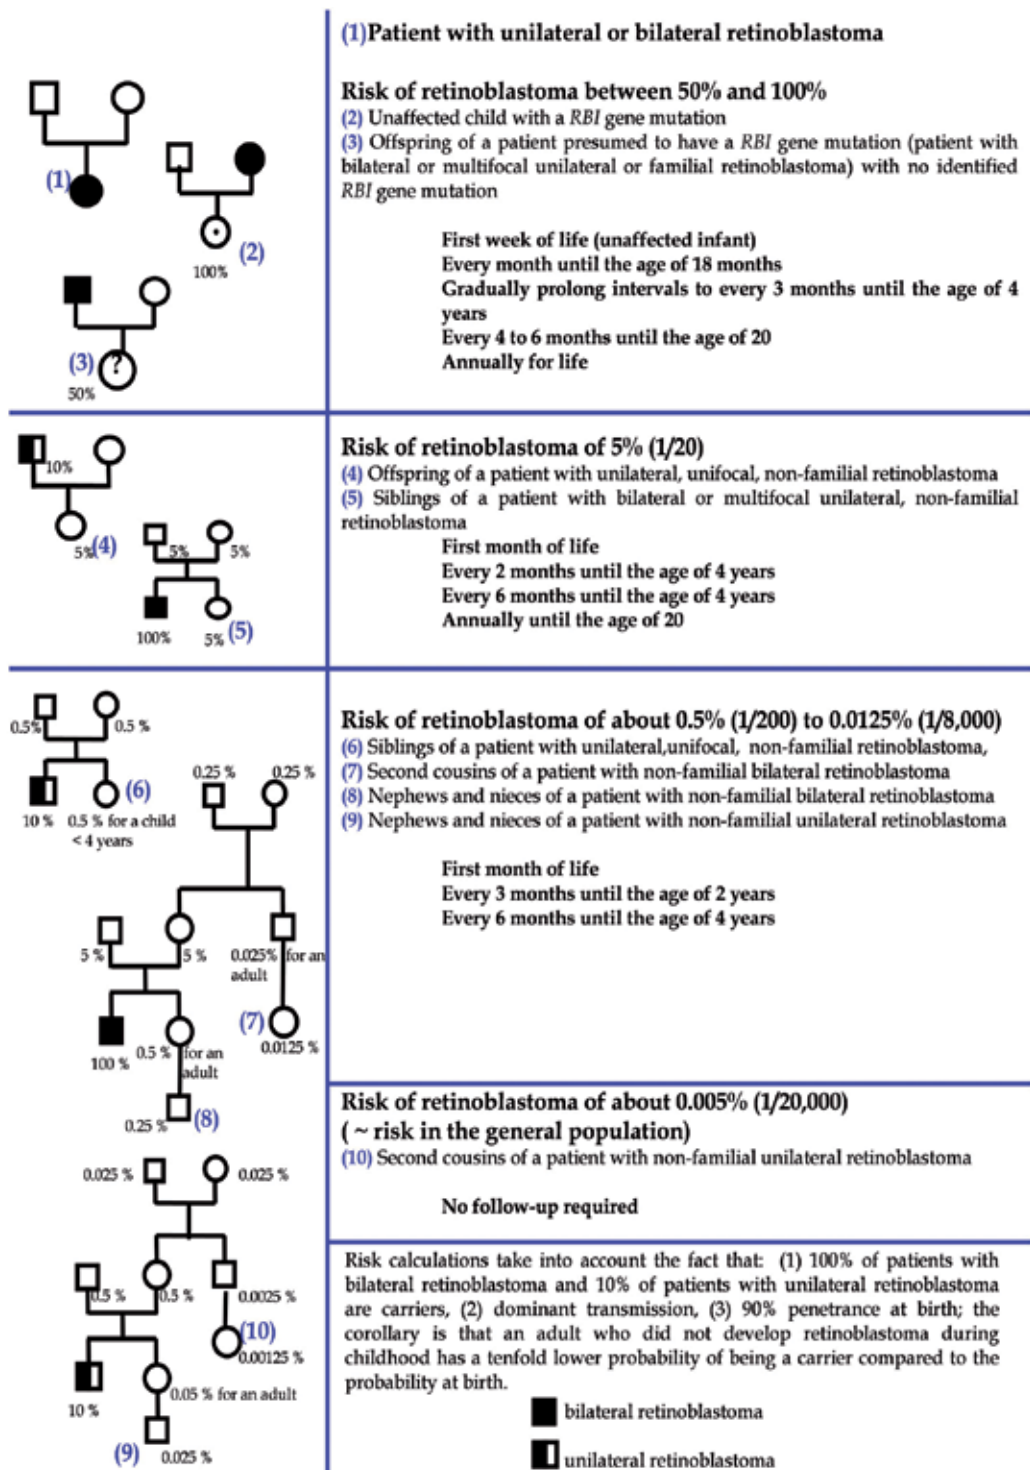 (1)Patient with unilateral or bilateral retinoblastoma
Risk of retinoblastoma between 50% and 100%
(2) Unaffected child with a RBI gene mutation
(3) Offspring of a patient presumed to have a RBI gene mutation (patient with
bilateral or multifocal unilateral or familial retinoblastoma) with no identified
RBI gene mutation
First week of life (unaffected infant)
Every month until the age of 18 months
Gradually prolong intervals to every 3 months until the age of 4
years
Every 4 to 6 months until the age of 20
Annually for life
(1)
(2)
100%
(3)
?
50%
Risk of retinoblastoma of 5% (1/20)
(4) Offspring of a patient with unilateral, unifocal, non-familial retinoblastoma
(5) Siblings of a patient with bilateral or multifocal unilateral, non-familial
retinoblastoma
First month of life
Every 2 months until the age of 4 years
Every 6 months until the age of 4 years
Annually until the age of 20
10%
5%
(4)
5%
5%
100%
5%
(5)
Risk of retinoblastoma of about 0.5% (1/200) to 0.0125% (1/8,000)
(6) Siblings of a patient with unilateral,unifocal, non-familial retinoblastoma,
(7) Second cousins of a patient with non-familial bilateral retinoblastoma
(8) Nephews and nieces of a patient with non-familial bilateral retinoblastoma
(9) Nephews and nieces of a patient with non-familial unilateral retinoblastoma
First month of life
Every 3 months until the age of 2 years
Every 6 months until the age of 4 years
0.5%
0.5 %
(6)
10 %
0.5 % for a child
< 4 years
0.25 %
0.25 %
5 %
5 %
0.025% for an
adult
(7)
0.0125 %
100 %
0.5 % for an
adult
0.25 %
(8)
Risk of retinoblastoma of about 0.005% (1/20,000)
( ~ risk in the general population)
(10) Second cousins of a patient with non-familial unilateral retinoblastoma
No follow-up required
0.025 %
0.025 %
0.5 %
0.5 %
0.0025 %
(10)
0.00125 %
10 %
0.05 % for an adult
(9)
0.025 %
Risk calculations take into account the fact that: (1) 100% of patients with
bilateral retinoblastoma and 10% of patients with unilateral retinoblastoma
are carriers, (2) dominant transmission, (3) 90% penetrance at birth; the
corollary is that an adult who did not develop retinoblastoma during
childhood has a tenfold lower probability of being a carrier compared to the
probability at birth.
bilateral retinoblastoma
unilateral retinoblastoma